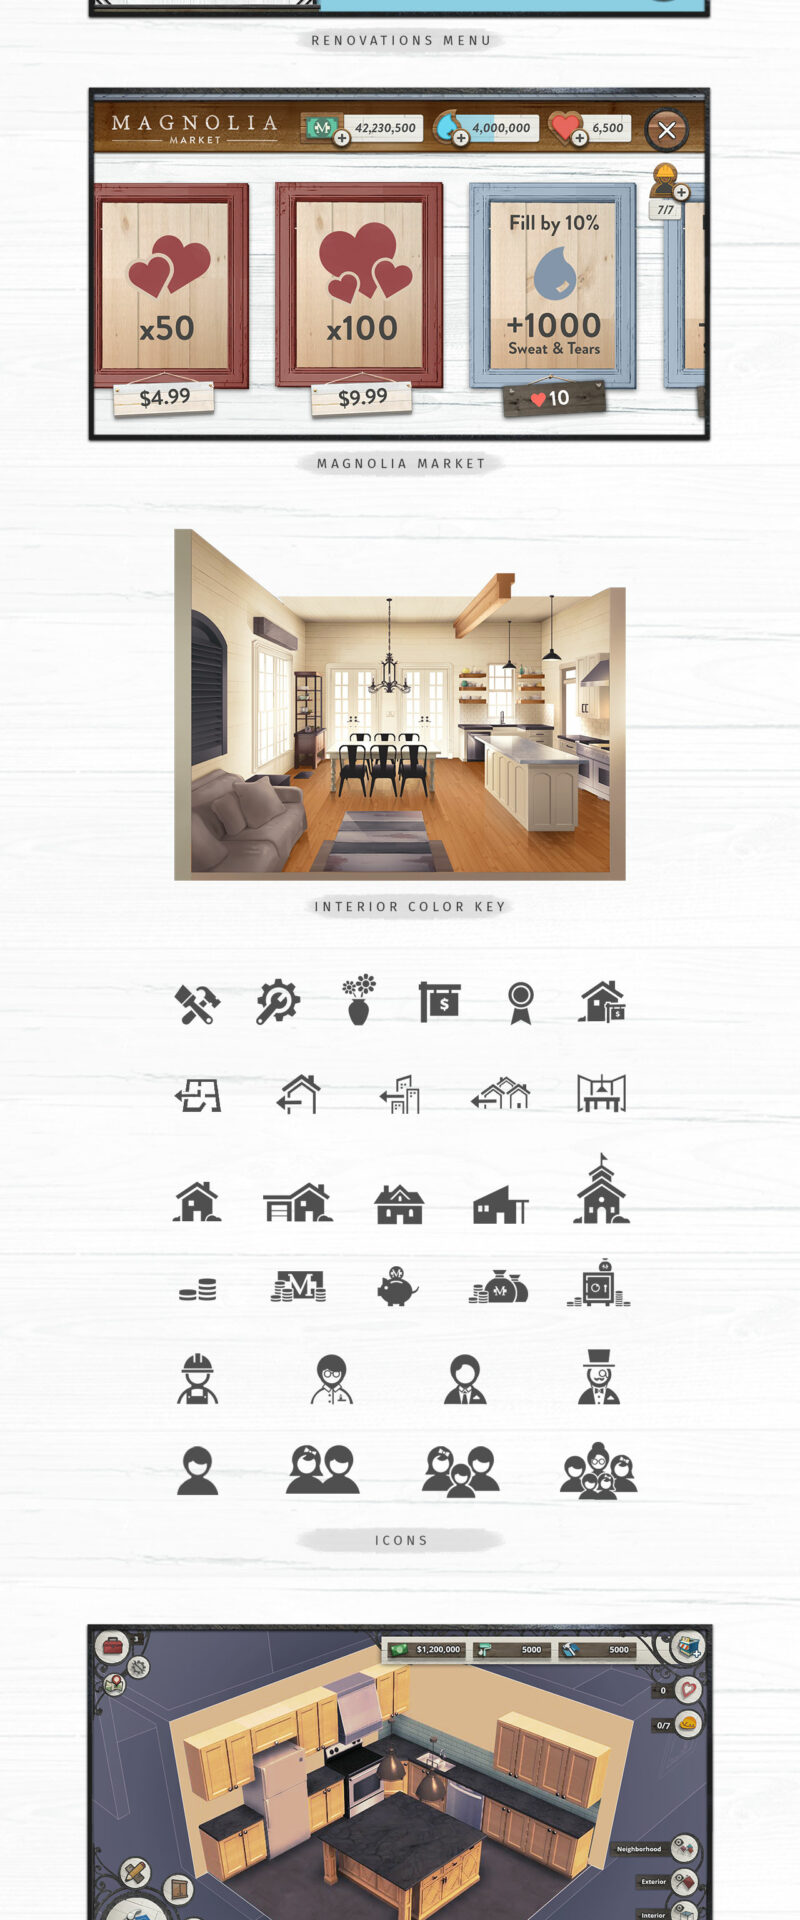 RENOVATIONS MENU
MAGNOLIA
MARKET
42,230,500
4,000,000
6,500
7/7
x50
x100
Fill by 10%
+1000
Sweat & Tears
$4.99
$9.99
10
MAGNOLIA MARKET
INTERIOR COLOR KEY
$
$
M
M
M
ICONS
3
$1,200,000
5000
5000
0
0/7
Neighborhood
Exterior
Interior